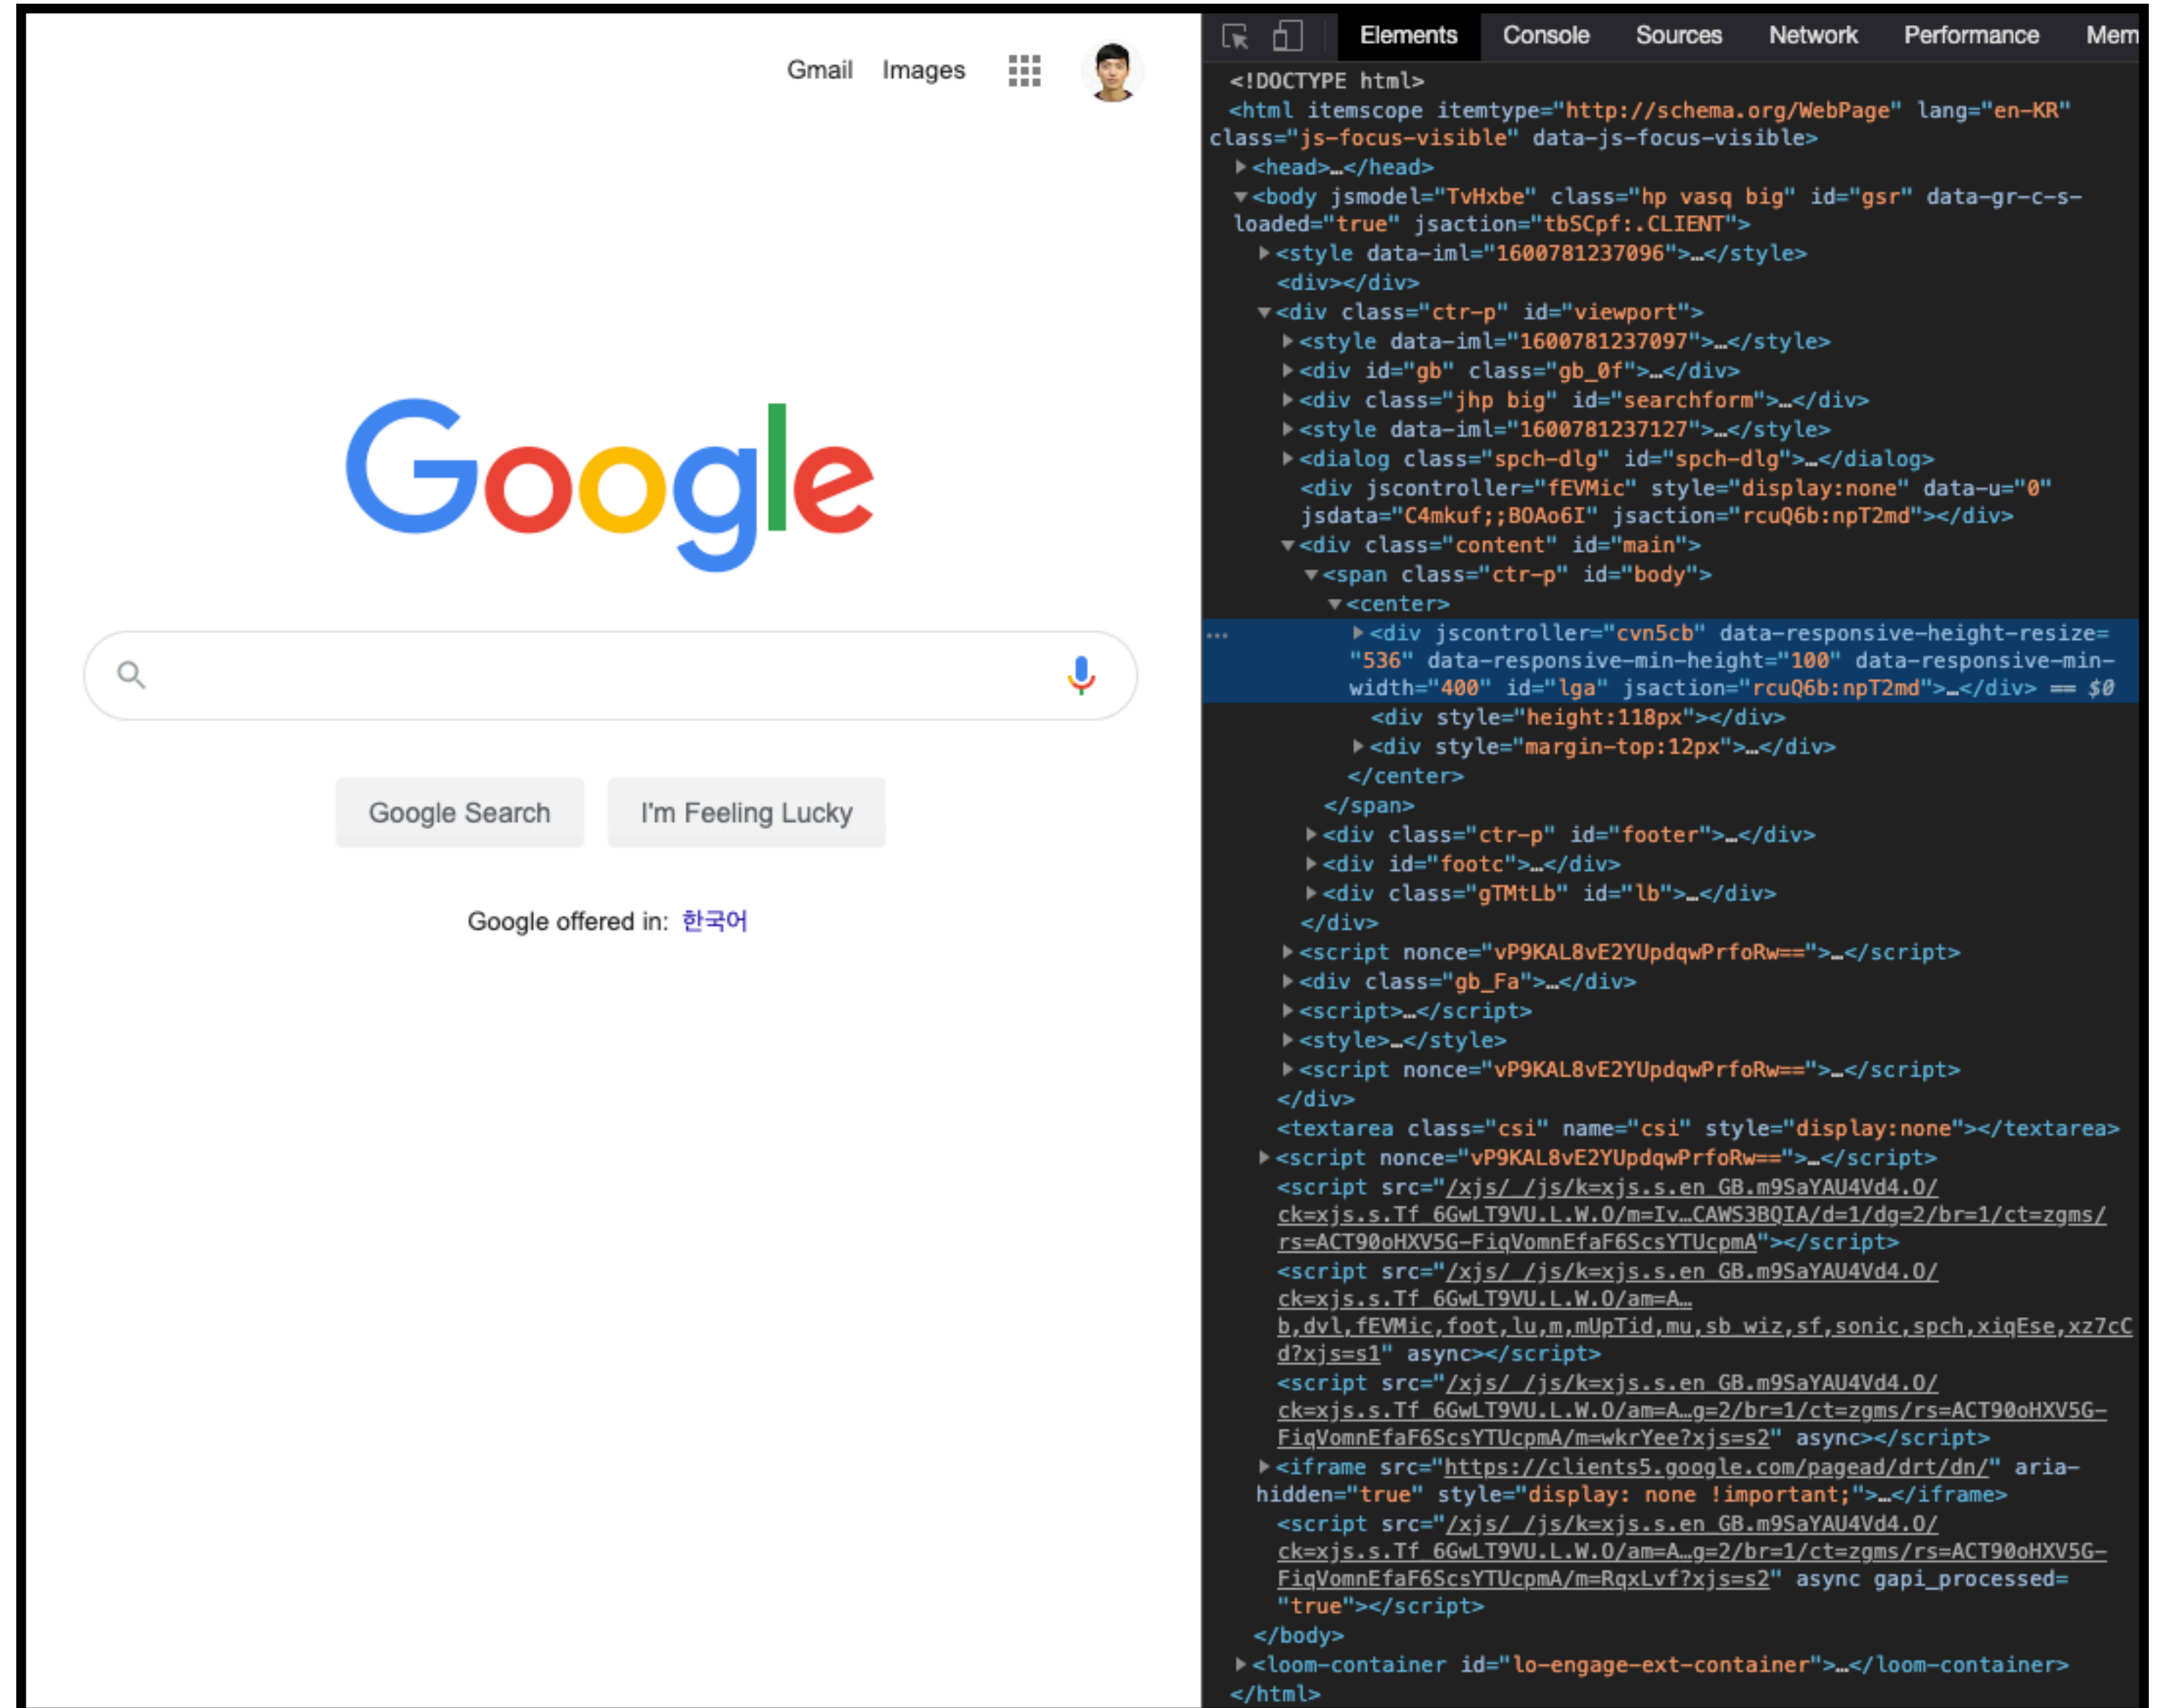 Gmail Images
Google
Google Search I'm Feeling Lucky
Google offered in: 한국어
Elements Console Sources Network Performance Mem
<!DOCTYPE html>
<html itemscope itemtype="http://schema.org/WebPage" lang="en-KR"
class="js-focus-visible" data-js-focus-visible>
<head>…</head>
<body jsmodel="TvHxbe" class="hp vasq big" id="gsr" data-gr-c-s-
loaded="true" jsaction="tbSCpf:.CLIENT">
<style data-iml="1600781237096">…</style>
<div></div>
<div class="ctr-p" id="viewport">
<style data-iml="1600781237097">…</style>
<div id="gb" class="gb_0f">…</div>
<div class="jhp big" id="searchform">…</div>
<style data-iml="1600781237127">…</style>
<dialog class="spch-dlg" id="spch-dlg">…</dialog>
<div jscontroller="fEVMic" style="display:none" data-u="0"
jsdata="C4mkuf;;BOAo6I" jsaction="rcuQ6b:npT2md"></div>
<div class="content" id="main">
<span class="ctr-p" id="body">
<center>
… <div jscontroller="cvn5cb" data-responsive-height-resize=
"536" data-responsive-min-height="100" data-responsive-min-
width="400" id="lga" jsaction="rcuQ6b:npT2md">…</div> == $0
<div style="height:118px"></div>
<div style="margin-top:12px">…</div>
</center>
</span>
<div class="ctr-p" id="footer">…</div>
<div id="footc">…</div>
<div class="gTMtLb" id="lb">…</div>
</div>
<script nonce="vP9KAL8vE2YUpdqwPrfoRw==">…</script>
<div class="gb_Fa">…</div>
<script>…</script>
<style>…</style>
<script nonce="vP9KAL8vE2YUpdqwPrfoRw==">…</script>
</div>
<textarea class="csi" name="csi" style="display:none"></textarea>
<script nonce="vP9KAL8vE2YUpdqwPrfoRw==">…</script>
<script src="/xjs/_/js/k=xjs.s.en_GB.m9SaYAU4Vd4.O/
ck=xjs.s.Tf_6GwLT9VU.L.W.O/m=Iv…CAWS3BQIA/d=1/dg=2/br=1/ct=zgms/
rs=ACT90oHXV5G-FiqVomnEfaF6ScsYTUcpmA"></script>
<script src="/xjs/_/js/k=xjs.s.en_GB.m9SaYAU4Vd4.O/
ck=xjs.s.Tf_6GwLT9VU.L.W.O/am=A…
b,dvl,fEVMic,foot,lu,m,mUpTid,mu,sb_wiz,sf,sonic,spch,xiqEse,xz7cC
d?xjs=s1" async></script>
<script src="/xjs/_/js/k=xjs.s.en_GB.m9SaYAU4Vd4.O/
ck=xjs.s.Tf_6GwLT9VU.L.W.O/am=A…g=2/br=1/ct=zgms/rs=ACT90oHXV5G-
FiqVomnEfaF6ScsYTUcpmA/m=wkrYee?xjs=s2" async></script>
<iframe src="https://clients5.google.com/pagead/drt/dn/" aria-
hidden="true" style="display: none !important;">…</iframe>
<script src="/xjs/_/js/k=xjs.s.en_GB.m9SaYAU4Vd4.O/
ck=xjs.s.Tf_6GwLT9VU.L.W.O/am=A…g=2/br=1/ct=zgms/rs=ACT90oHXV5G-
FiqVomnEfaF6ScsYTUcpmA/m=RqxLvf?xjs=s2" async gapi_processed=
"true"></script>
</body>
<loom-container id="lo-engage-ext-container">…</loom-container>
</html>